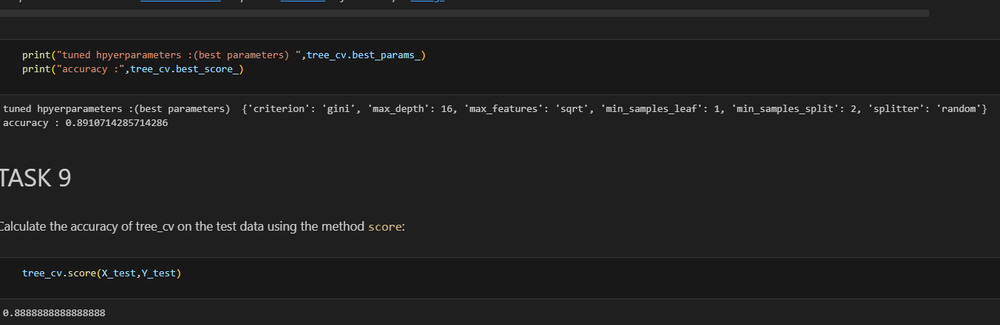 print("tuned hpyerparameters :(best parameters) ",tree_cv.best_params_)
print("accuracy :",tree_cv.best_score_)
tuned hpyerparameters :(best parameters)  {'criterion': 'gini', 'max_depth': 16, 'max_features': 'sqrt', 'min_samples_leaf': 1, 'min_samples_split': 2, 'splitter': 'random'}
accuracy : 0.8910714285714286
TASK 9
Calculate the accuracy of tree_cv on the test data using the method score:
tree_cv.score(X_test,Y_test)
0.8888888888888888